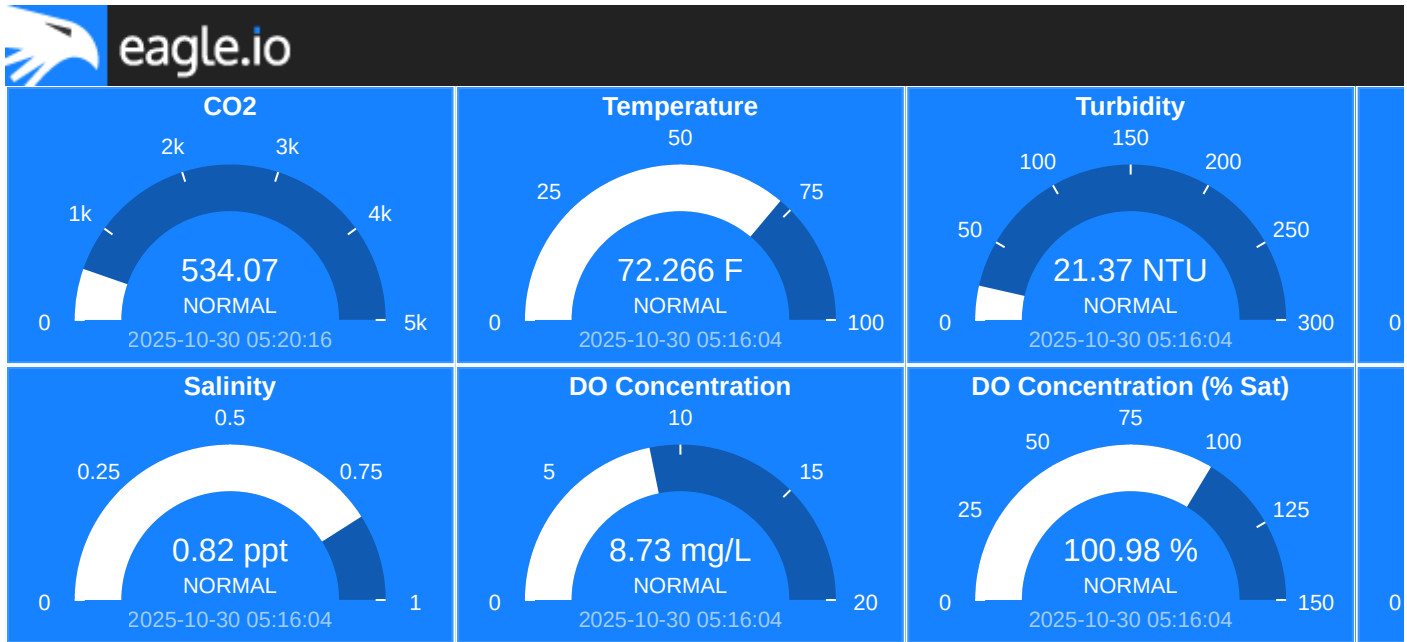 eagle.io
CO2
2k 3k
1k 4k
534.07
NORMAL
0 5k
2025-10-30 05:20:16
Temperature
50
25 75
72.266 F
NORMAL
0 100
2025-10-30 05:16:04
Turbidity
150
100 200
50 250
21.37 NTU
NORMAL
0 300
2025-10-30 05:16:04
0
Salinity
0.5
0.25 0.75
0.82 ppt
NORMAL
0 1
2025-10-30 05:16:04
DO Concentration
10
5 15
8.73 mg/L
NORMAL
0 20
2025-10-30 05:16:04
DO Concentration (% Sat)
75
50 100
25 125
100.98 %
NORMAL
0 150
2025-10-30 05:16:04
0